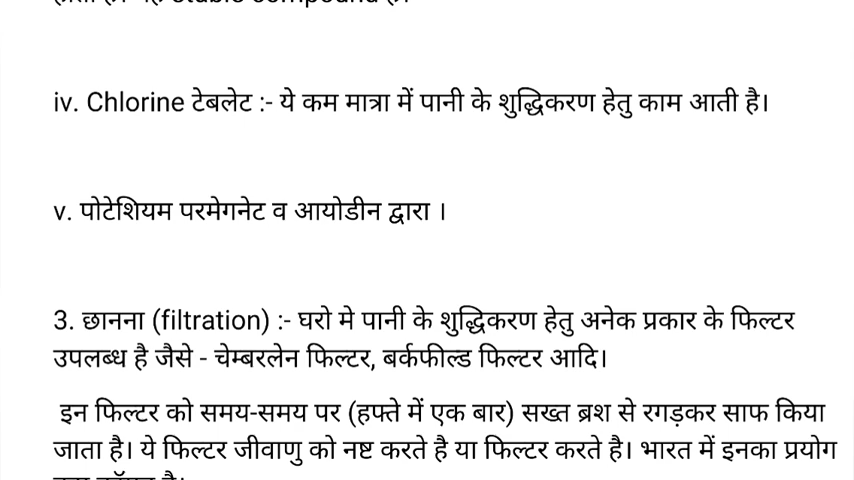 iv. Chlorine टेबलेट :- ये कम मात्रा में पानी के शुद्धिकरण हेतु काम आती है।
v. पोटेशियम परमेगनेट व आयोडीन द्वारा ।
3. छानना (filtration) :- घरो मे पानी के शुद्धिकरण हेतु अनेक प्रकार के फिल्टर
उपलब्ध है जैसे - चेम्बरलेन फिल्टर, बर्कफील्ड फिल्टर आदि।
इन फिल्टर को समय-समय पर (हफ्ते में एक बार) सख्त ब्रश से रगड़कर साफ किया
जाता है। ये फिल्टर जीवाणु को नष्ट करते है या फिल्टर करते है। भारत में इनका प्रयोग